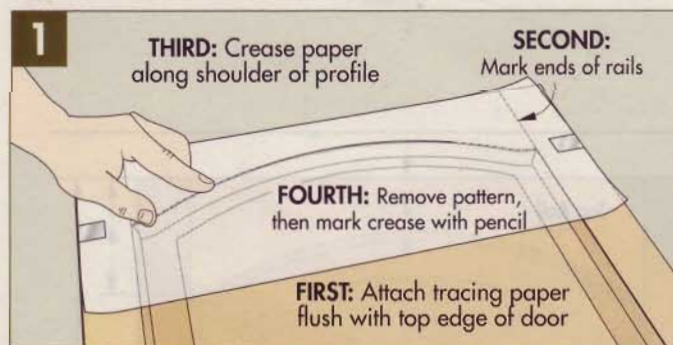 1
THIRD: Crease paper
along shoulder of profile
SECOND:
Mark ends of rails
FOURTH: Remove pattern,
then mark crease with pencil
FIRST: Attach tracing paper
flush with top edge of door